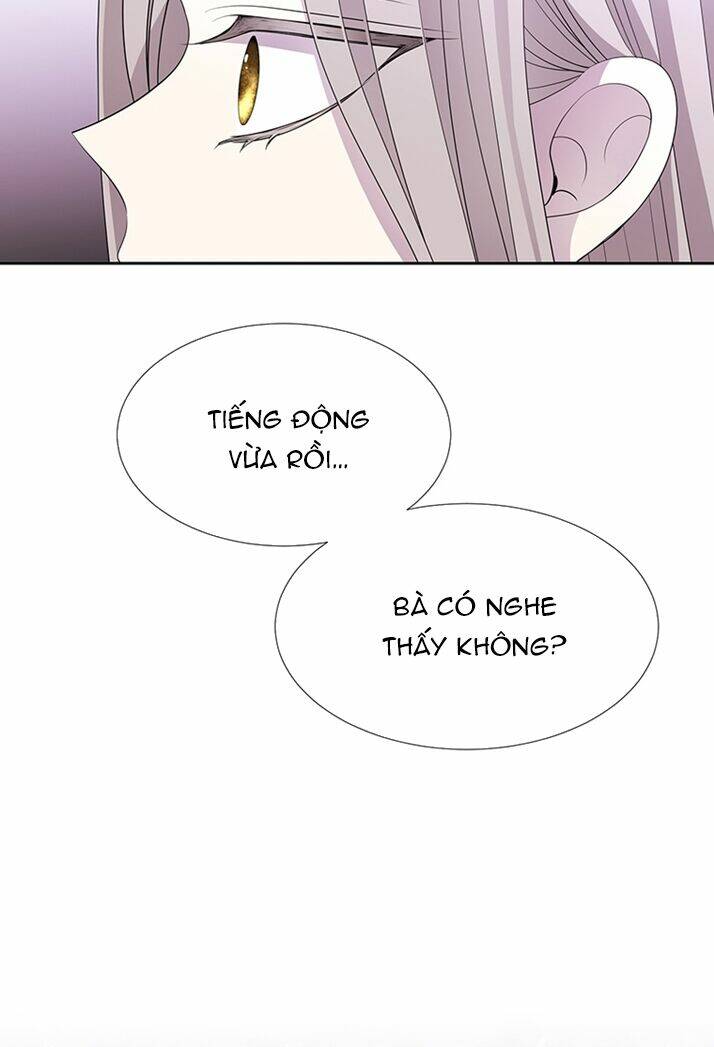 TIẾNG ĐỘNG
VỪA RỒI...
BÀ CÓ NGHE
THẤY KHÔNG?